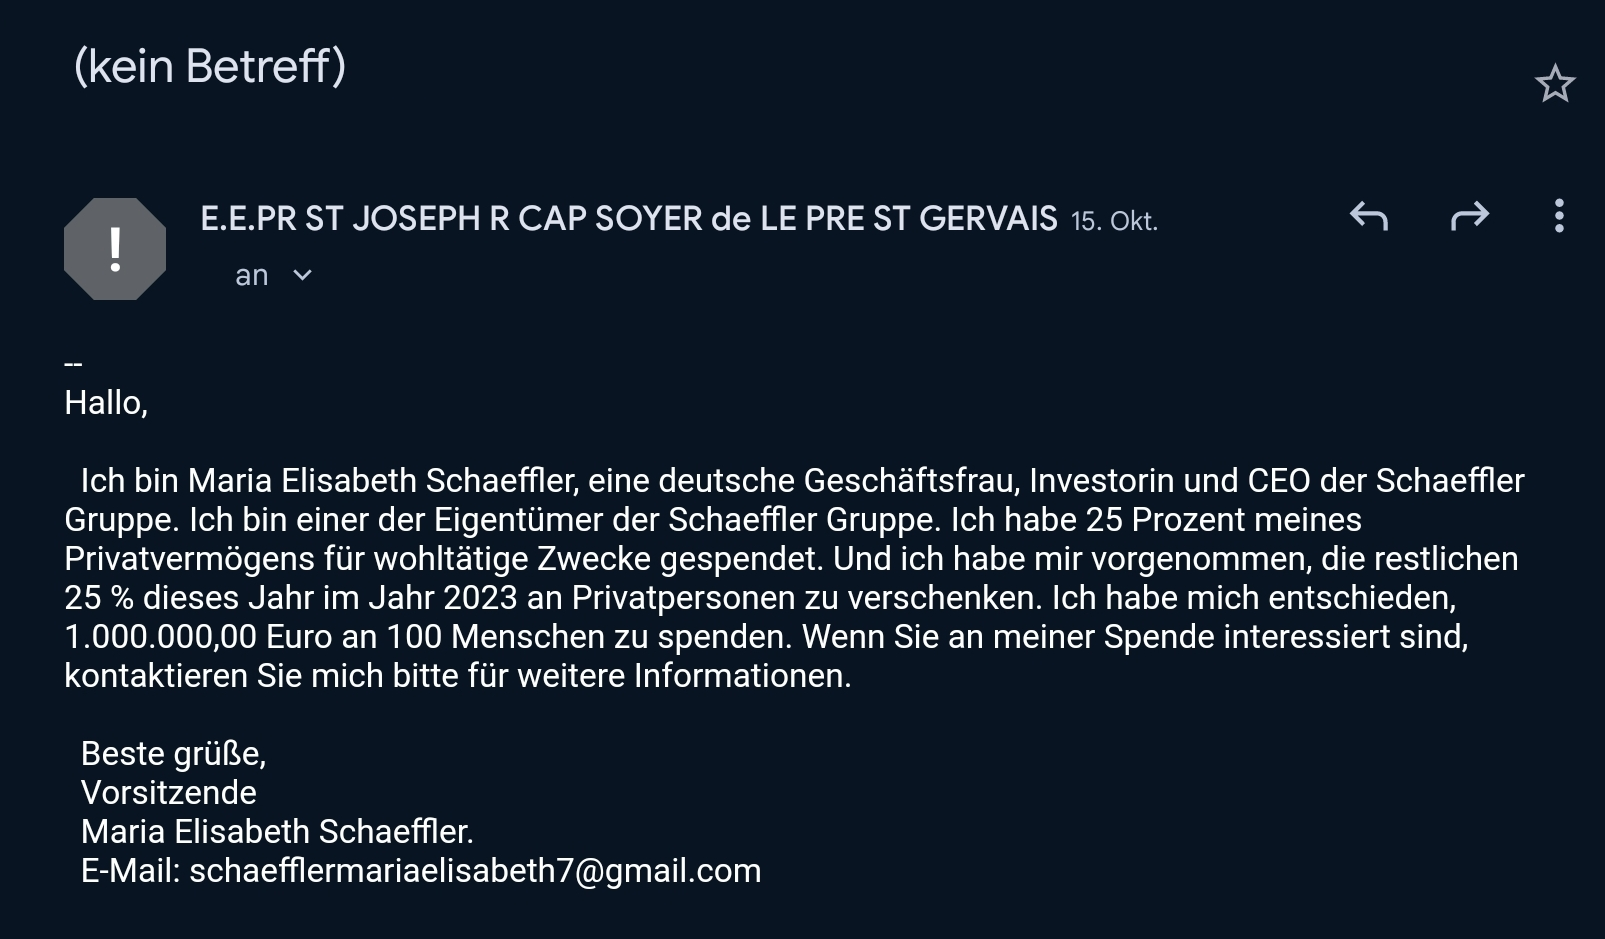 (kein Betreff)
E.E.PR ST JOSEPH R CAP SOYER de LE PRE ST GERVAIS 15. Okt.
an
--
Hallo,
Ich bin Maria Elisabeth Schaeffler, eine deutsche Geschäftsfrau, Investorin und CEO der Schaeffler
Gruppe. Ich bin einer der Eigentümer der Schaeffler Gruppe. Ich habe 25 Prozent meines
Privatvermögens für wohltätige Zwecke gespendet. Und ich habe mir vorgenommen, die restlichen
25 % dieses Jahr im Jahr 2023 an Privatpersonen zu verschenken. Ich habe mich entschieden,
1.000.000,00 Euro an 100 Menschen zu spenden. Wenn Sie an meiner Spende interessiert sind,
kontaktieren Sie mich bitte für weitere Informationen.
Beste grüße,
Vorsitzende
Maria Elisabeth Schaeffler.
E-Mail: schaefflermariaelisabeth7@gmail.com